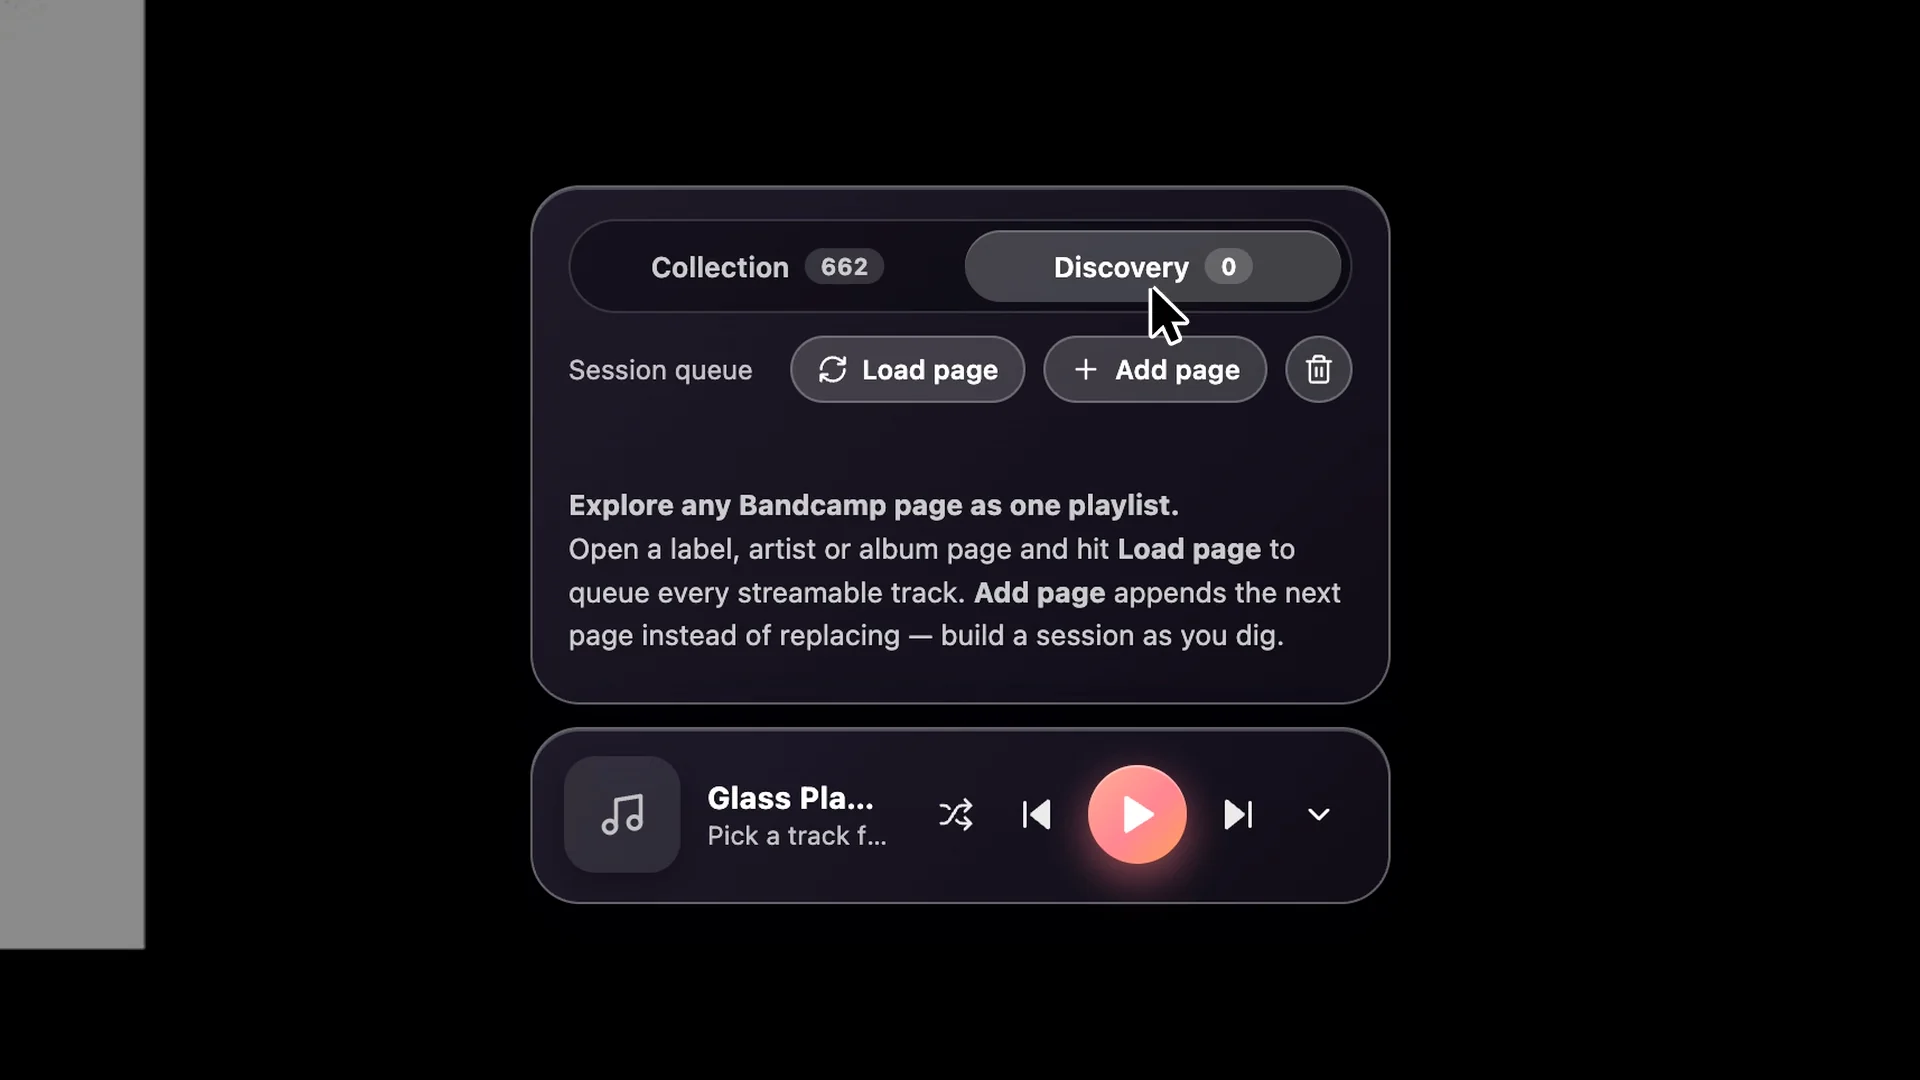 Collection 662
Discovery 0
Session queue
Load page
Add page
Explore any Bandcamp page as one playlist.
Open a label, artist or album page and hit Load page to
queue every streamable track. Add page appends the next
page instead of replacing — build a session as you dig.
Glass Pla...
Pick a track f...